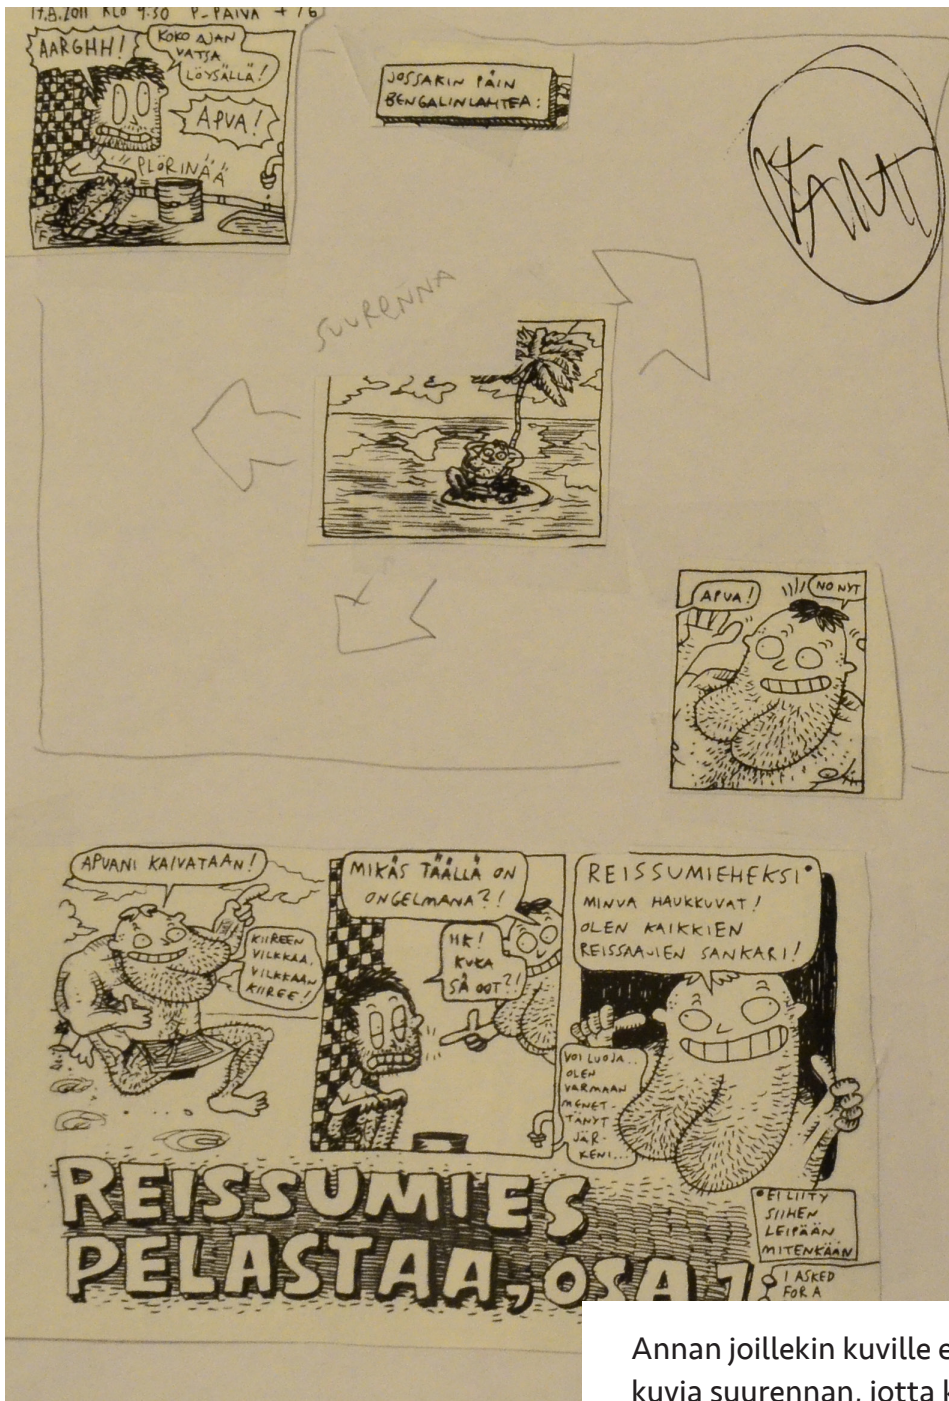 17.8.2011 KLO 9.30 P-PÄIVÄ + 76
AARGHH!
KOKO AJAN
VATSA
LÖYSÄLLÄ!
APUA!
PLÖRINÄÄ
JOSSAKIN PÄIN
BENGALINLAHTEA:
SUURENNA
APUA!
NO NYT
APUANI KAIVATAAN!
KIIREEN
VILKKAA,
VILKKAAN
KIIREE!
MIKÄS TÄÄLLÄ ON
ONGELMANA?!
HK!
KUKA
SÄ OOT?!
REISSUMIEHEKSI*
MINUA HAUKKUVAT!
OLEN KAIKKIEN
REISSAAJIEN SANKARI!
VOI LUOJA...
OLEN
VARMAAN
MENET-
TÄNYT
JÄR-
KENI...
REISSUMIES
PELASTAA, OSA 1
*EI LIITY
SIIHEN
LEIPÄÄN
MITENKÄÄN
I ASKED
FOR A
Annan joillekin kuville
kuvia suurennan, jotta